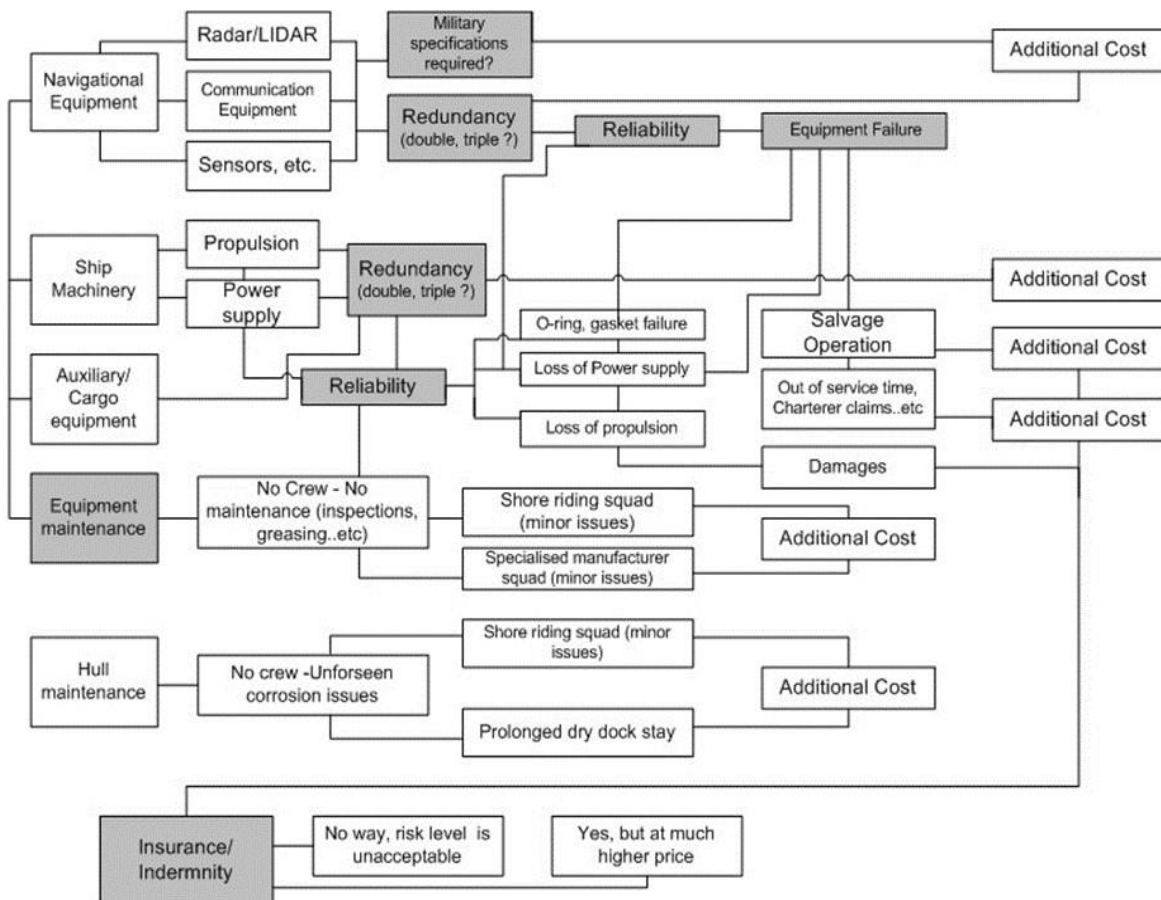 Radar/LIDAR
Military
specifications
required?
Additional Cost
Navigational
Equipment
Communication
Equipment
Redundancy
(double, triple ?)
Reliability
Equipment Failure
Sensors, etc.
Propulsion
Ship
Machinery
Redundancy
(double, triple ?)
Additional Cost
Power
supply
O-ring, gasket failure
Salvage
Operation
Additional Cost
Auxiliary/
Cargo
equipment
Reliability
Loss of Power supply
Out of service time,
Charterer claims..etc
Additional Cost
Loss of propulsion
Damages
Equipment
maintenance
No Crew - No
maintenance (inspections,
greasing..etc)
Shore riding squad
(minor issues)
Additional Cost
Specialised manufacturer
squad (minor issues)
Hull
maintenance
No crew -Unforseen
corrosion issues
Shore riding squad (minor
issues)
Additional Cost
Prolonged dry dock stay
Insurance/
Indermnity
No way, risk level is
unacceptable
Yes, but at much
higher price